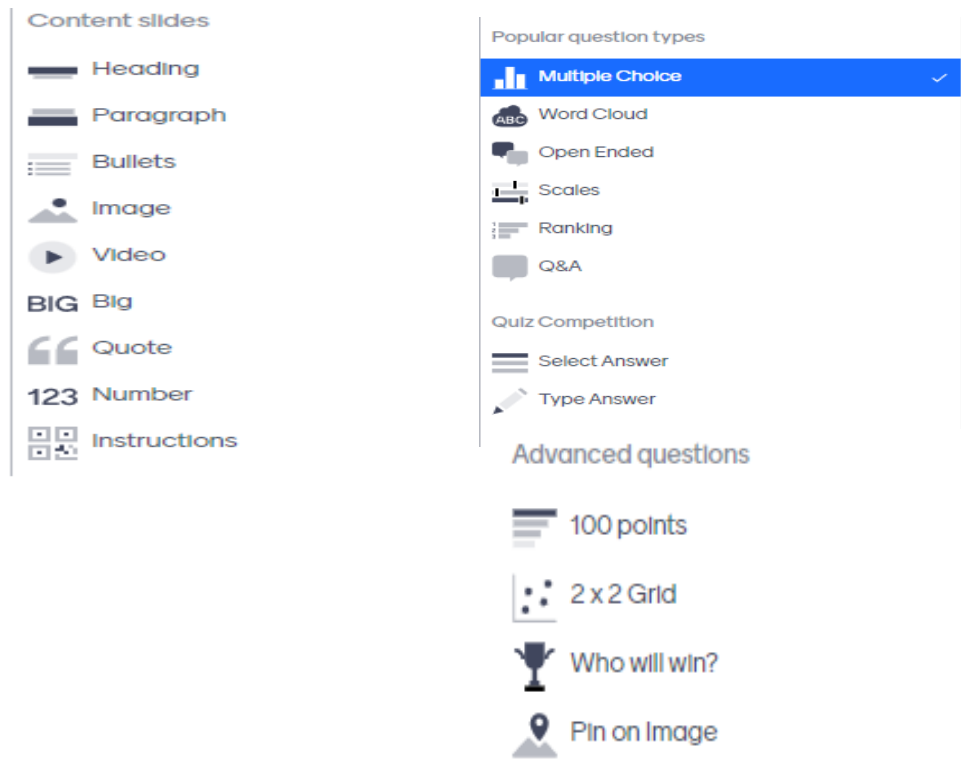 Content slides
Heading
Paragraph
Bullets
Image
Video
BIG Big
Quote
123 Number
Instructions
Popular question types
Multiple Choice
ABC Word Cloud
Open Ended
Scales
Ranking
Q&A
Quiz Competition
Select Answer
Type Answer
Advanced questions
100 points
2 x 2 Grid
Who will win?
Pin on Image